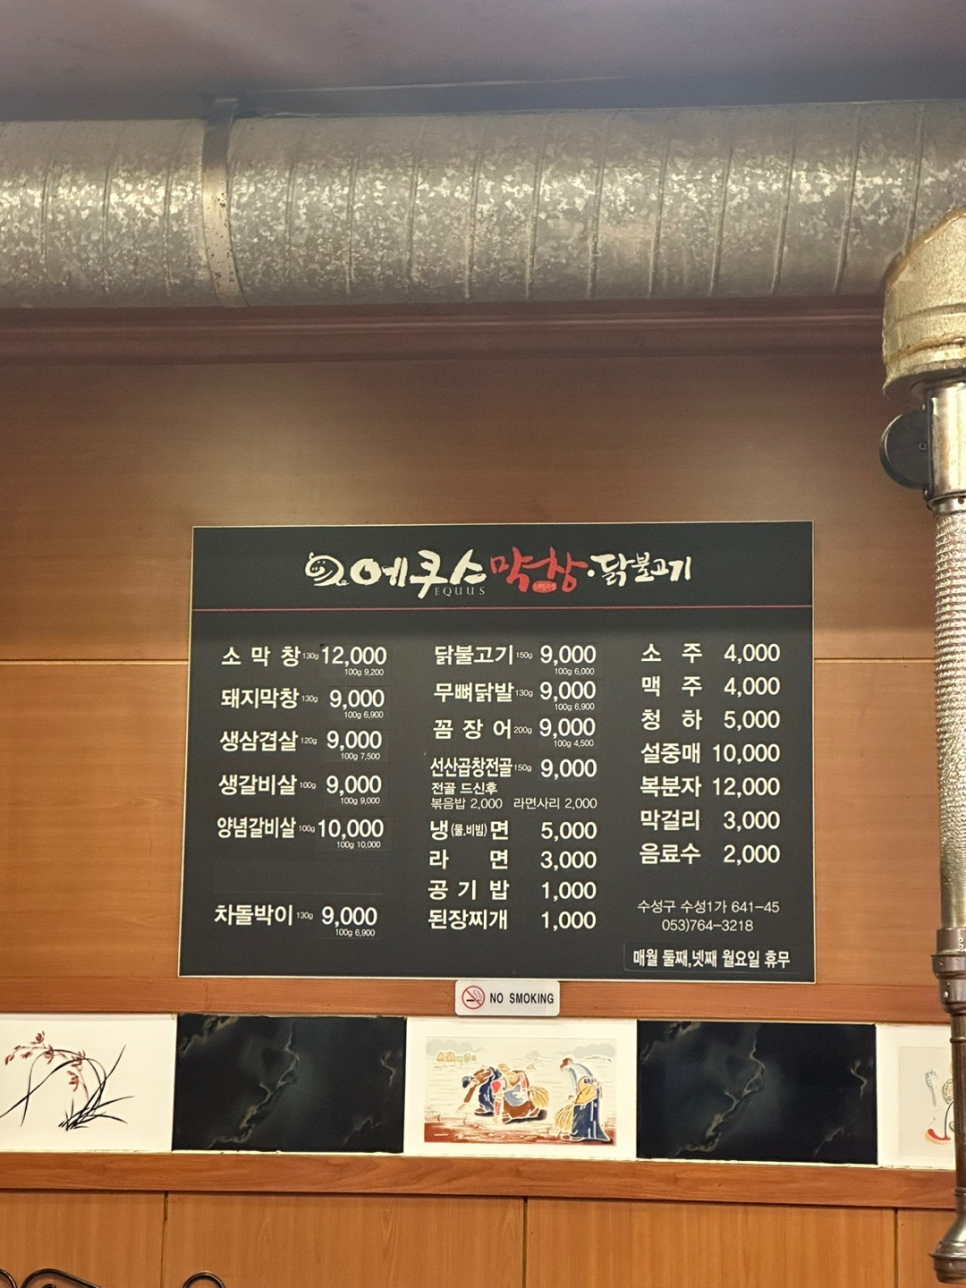 에쿠스막창·닭불고기
EQUUS
소 막 창 130g 12,000
100g 9,200
돼지막창 130g 9,000
100g 6,900
생삼겹살 120g 9,000
100g 7,500
생갈비살 100g 9,000
100g 9,000
양념갈비살 100g 10,000
100g 10,000
차돌박이 130g 9,000
100g 6,900
닭불고기 150g 9,000
100g 6,000
무뼈닭발 130g 9,000
100g 6,900
꼼 장 어 200g 9,000
100g 4,500
선산곱창전골 150g 9,000
전골 드신후
볶음밥 2,000 라면사리 2,000
냉(물,비빔)면 5,000
라 면 3,000
공 기 밥 1,000
된장찌개 1,000
소 주 4,000
맥 주 4,000
청 하 5,000
설중매 10,000
복분자 12,000
막걸리 3,000
음료수 2,000
수성구 수성1가 641-45
053)764-3218
매월 둘째,넷째 월요일 휴무
NO SMOKING